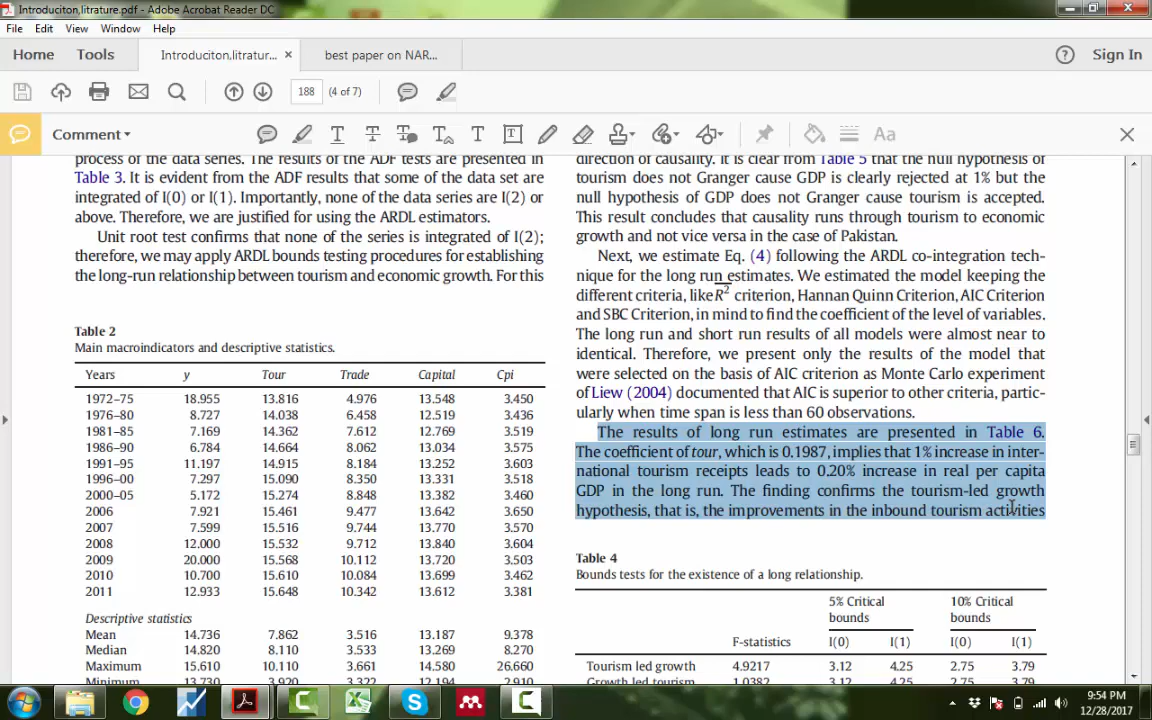 Introduciton,litrature.pdf - Adobe Acrobat Reader DC
File Edit View Window Help
Home Tools Introduciton,litratur... × best paper on NAR... Sign In
188 (4 of 7)
Comment
process of the data series. The results of the ADF tests are presented in
Table 3. It is evident from the ADF results that some of the data set are
integrated of I(0) or I(1). Importantly, none of the data series are I(2) or
above. Therefore, we are justified for using the ARDL estimators.
Unit root test confirms that none of the series is integrated of I(2);
therefore, we may apply ARDL bounds testing procedures for establishing
the long-run relationship between tourism and economic growth. For this
Table 2
Main macroindicators and descriptive statistics.
Years y Tour Trade Capital Cpi
1972–75 18.955 13.816 4.976 13.548 3.450
1976–80 8.727 14.038 6.458 12.519 3.436
1981–85 7.169 14.362 7.612 12.769 3.519
1986–90 6.784 14.664 8.062 13.034 3.575
1991–95 11.197 14.915 8.184 13.252 3.603
1996–00 7.297 15.090 8.350 13.331 3.518
2000–05 5.172 15.274 8.848 13.382 3.460
2006 7.921 15.461 9.477 13.642 3.650
2007 7.599 15.516 9.744 13.770 3.570
2008 12.000 15.532 9.712 13.840 3.604
2009 20.000 15.568 10.112 13.720 3.503
2010 10.700 15.610 10.084 13.699 3.462
2011 12.933 15.648 10.342 13.612 3.381
Descriptive statistics
Mean 14.736 7.862 3.516 13.187 9.378
Median 14.820 8.110 3.533 13.269 8.270
Maximum 15.610 10.110 3.661 14.580 26.660
Minimum 13.730 3.920 3.322 12.194 2.910
direction of causality. It is clear from Table 5 that the null hypothesis of
tourism does not Granger cause GDP is clearly rejected at 1% but the
null hypothesis of GDP does not Granger cause tourism is accepted.
This result concludes that causality runs through tourism to economic
growth and not vice versa in the case of Pakistan.
Next, we estimate Eq. (4) following the ARDL co-integration tech-
nique for the long run estimates. We estimated the model keeping the
different criteria, like R̅² criterion, Hannan Quinn Criterion, AIC Criterion
and SBC Criterion, in mind to find the coefficient of the level of variables.
The long run and short run results of all models were almost near to
identical. Therefore, we present only the results of the model that
were selected on the basis of AIC criterion as Monte Carlo experiment
of Liew (2004) documented that AIC is superior to other criteria, partic-
ularly when time span is less than 60 observations.
The results of long run estimates are presented in Table 6.
The coefficient of tour, which is 0.1987, implies that 1% increase in inter-
national tourism receipts leads to 0.20% increase in real per capita
GDP in the long run. The finding confirms the tourism-led growth
hypothesis, that is, the improvements in the inbound tourism activities
Table 4
Bounds tests for the existence of a long relationship.
5% Critical 10% Critical
bounds bounds
F-statistics I(0) I(1) I(0) I(1)
Tourism led growth 4.9217 3.12 4.25 2.75 3.79
Growth led tourism 1.0382 3.12 4.25 2.75 3.79
9:54 PM
12/28/2017